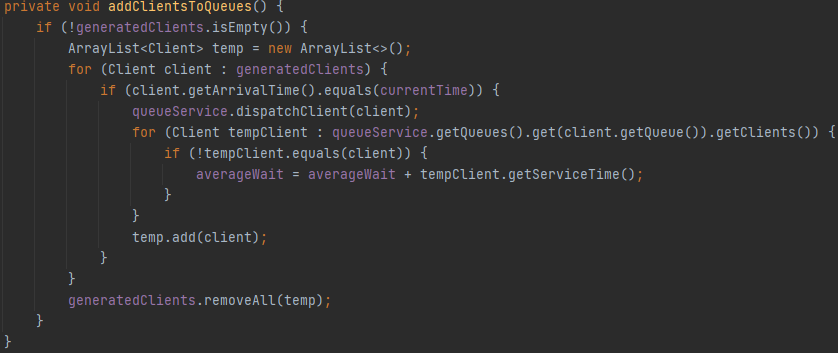 private void addClientsToQueues() {
    if (!generatedClients.isEmpty()) {
        ArrayList<Client> temp = new ArrayList<>();
        for (Client client : generatedClients) {
            if (client.getArrivalTime().equals(currentTime)) {
                queueService.dispatchClient(client);
                for (Client tempClient : queueService.getQueues().get(client.getQueue()).getClients()) {
                    if (!tempClient.equals(client)) {
                        averageWait = averageWait + tempClient.getServiceTime();
                    }
                }
                temp.add(client);
            }
        }
        generatedClients.removeAll(temp);
    }
}